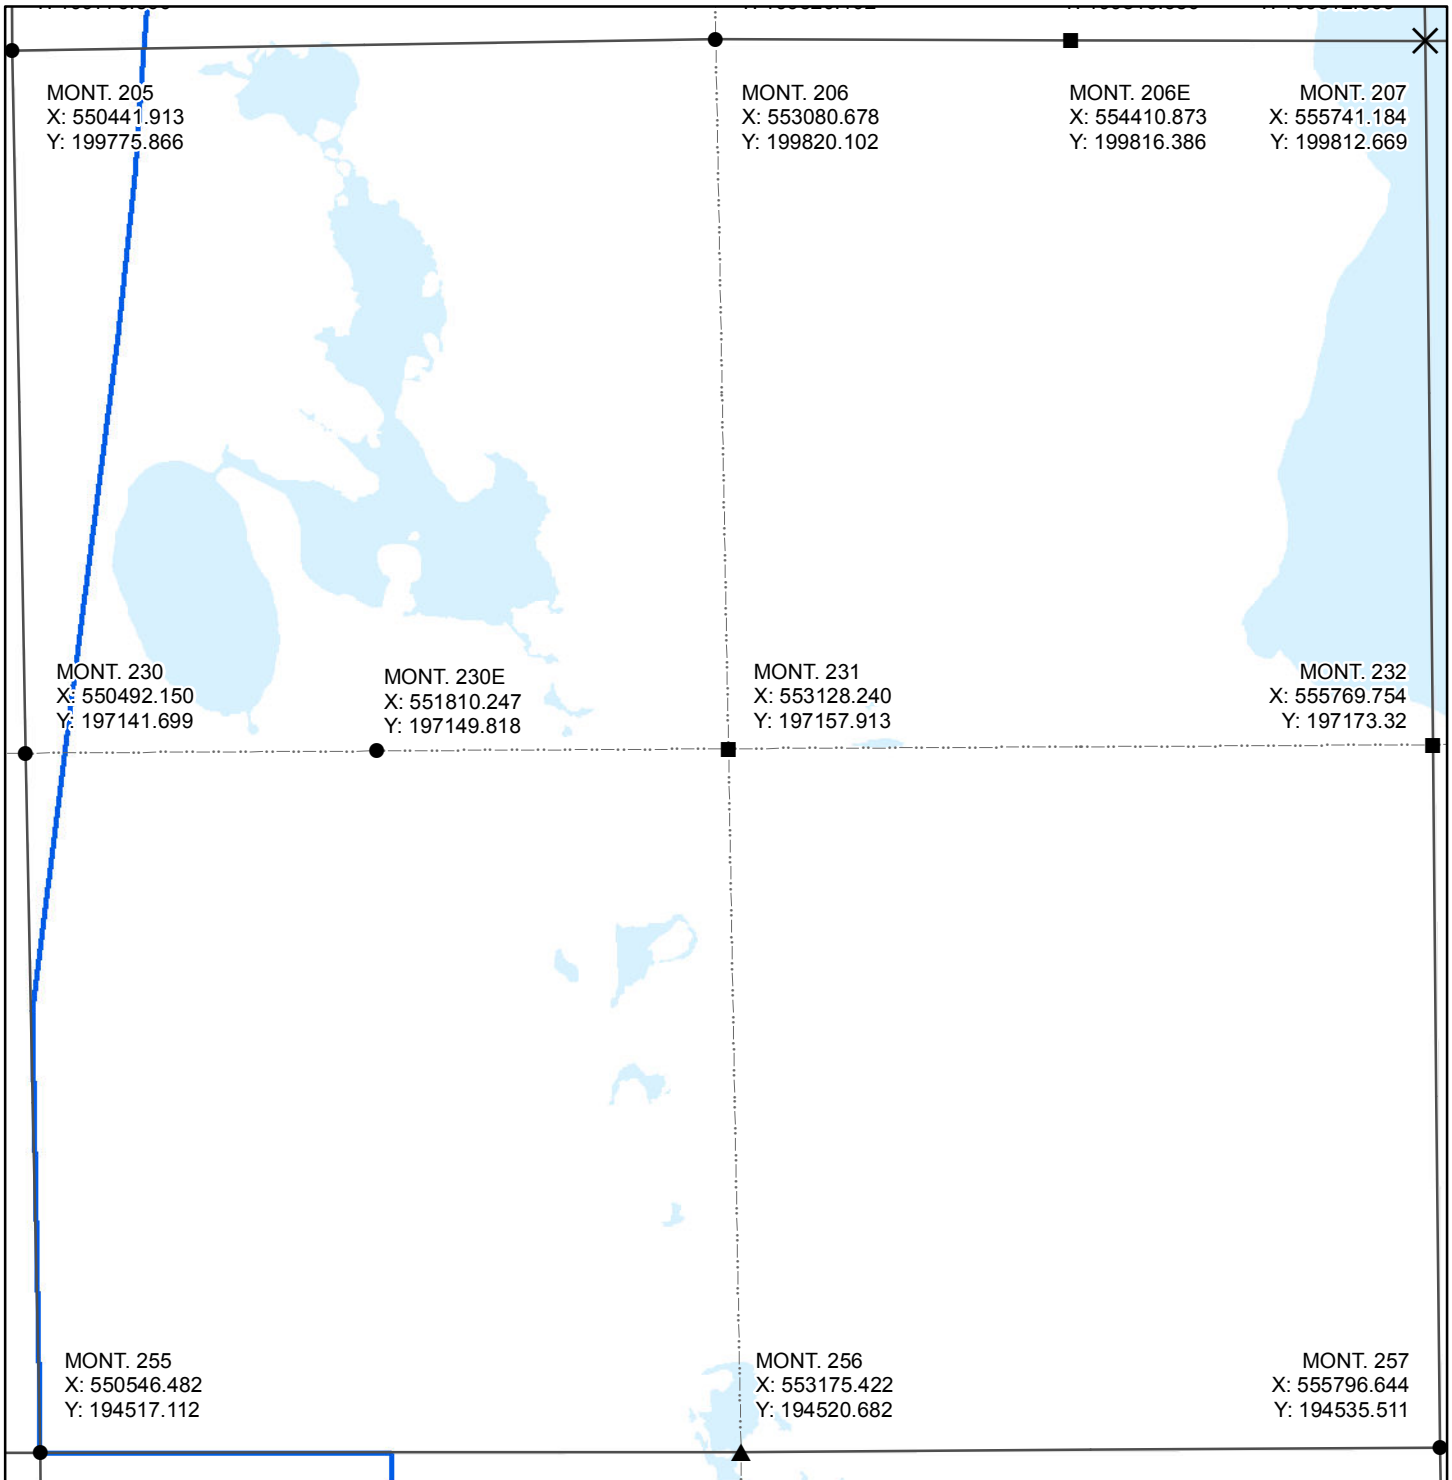 MONT. 205
X: 550441.913
Y: 199775.866
MONT. 206
X: 553080.678
Y: 199820.102
MONT. 206E
X: 554410.873
Y: 199816.386
MONT. 207
X: 555741.184
Y: 199812.669
MONT. 230
X: 550492.150
Y: 197141.699
MONT. 230E
X: 551810.247
Y: 197149.818
MONT. 231
X: 553128.240
Y: 197157.913
MONT. 232
X: 555769.754
Y: 197173.32
MONT. 255
X: 550546.482
Y: 194517.112
MONT. 256
X: 553175.422
Y: 194520.682
MONT. 257
X: 555796.644
Y: 194535.511